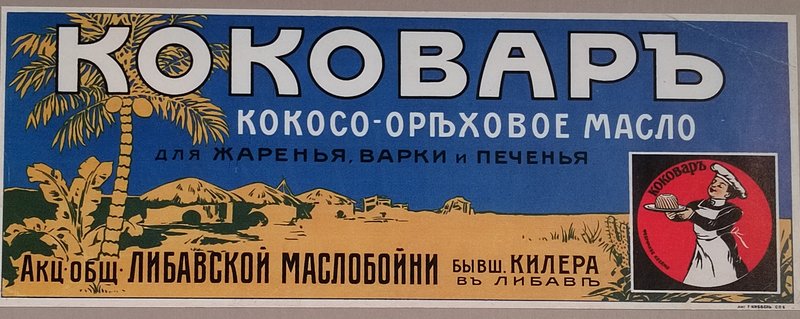 КОКОВАРЪ
КОКОСО-ОРѢХОВОЕ МАСЛО
ДЛЯ ЖАРЕНЬЯ, ВАРКИ И ПЕЧЕНЬЯ
КОКОВАРЪ
АКЦ. ОБЩ. ЛИБАВСКОЙ МАСЛОБОЙНИ БЫВШ. КИЛЕРА
ВЪ ЛИБАВѢ